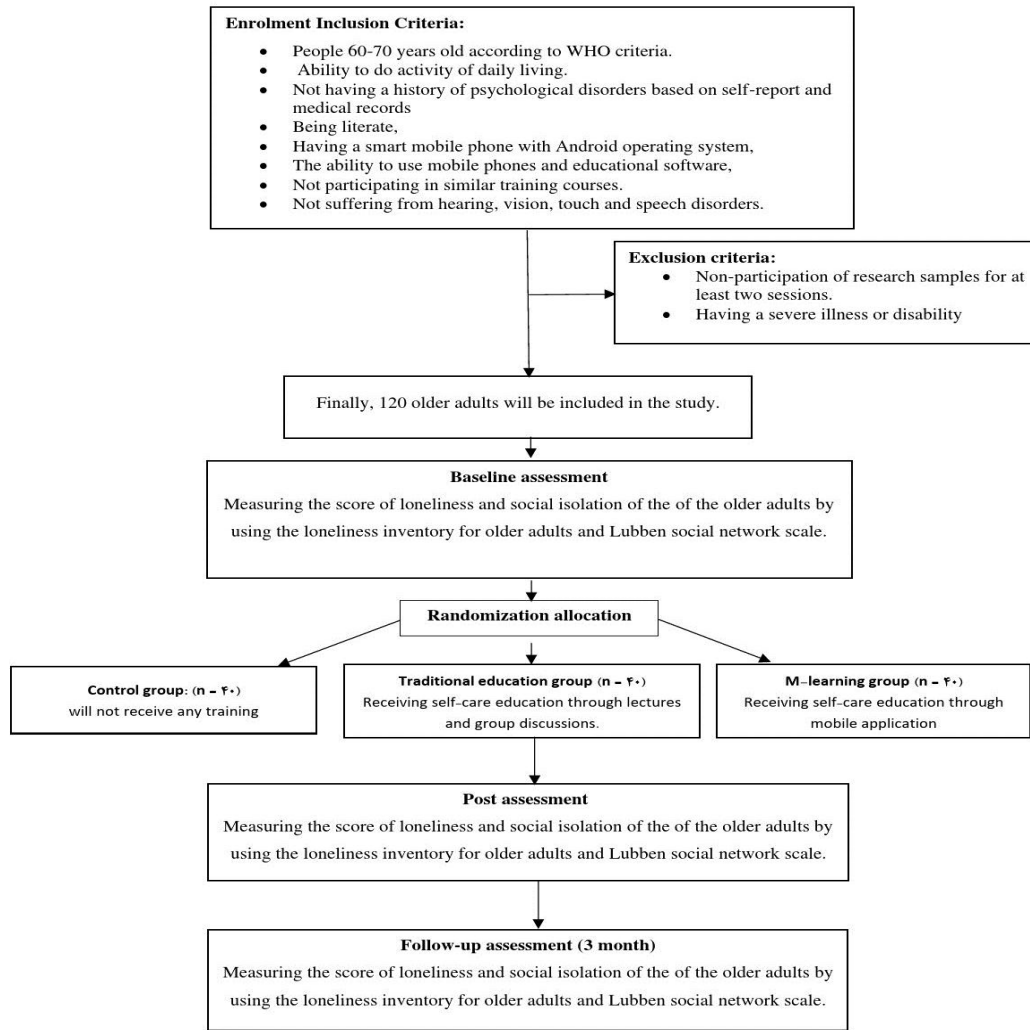 Enrolment Inclusion Criteria:
• People 60-70 years old according to WHO criteria.
• Ability to do activity of daily living.
• Not having a history of psychological disorders based on self-report and
medical records
• Being literate,
• Having a smart mobile phone with Android operating system,
• The ability to use mobile phones and educational software,
• Not participating in similar training courses.
• Not suffering from hearing, vision, touch and speech disorders.
Exclusion criteria:
• Non-participation of research samples for at
least two sessions.
• Having a severe illness or disability
Finally, 120 older adults will be included in the study.
Baseline assessment
Measuring the score of loneliness and social isolation of the of the older adults by
using the loneliness inventory for older adults and Lubben social network scale.
Randomization allocation
Control group: (n = ۴۰)
will not receive any training
Traditional education group (n = ۴۰)
Receiving self-care education through lectures
and group discussions.
M-learning group (n = ۴۰)
Receiving self-care education through
mobile application
Post assessment
Measuring the score of loneliness and social isolation of the of the older adults by
using the loneliness inventory for older adults and Lubben social network scale.
Follow-up assessment (3 month)
Measuring the score of loneliness and social isolation of the of the older adults by
using the loneliness inventory for older adults and Lubben social network scale.